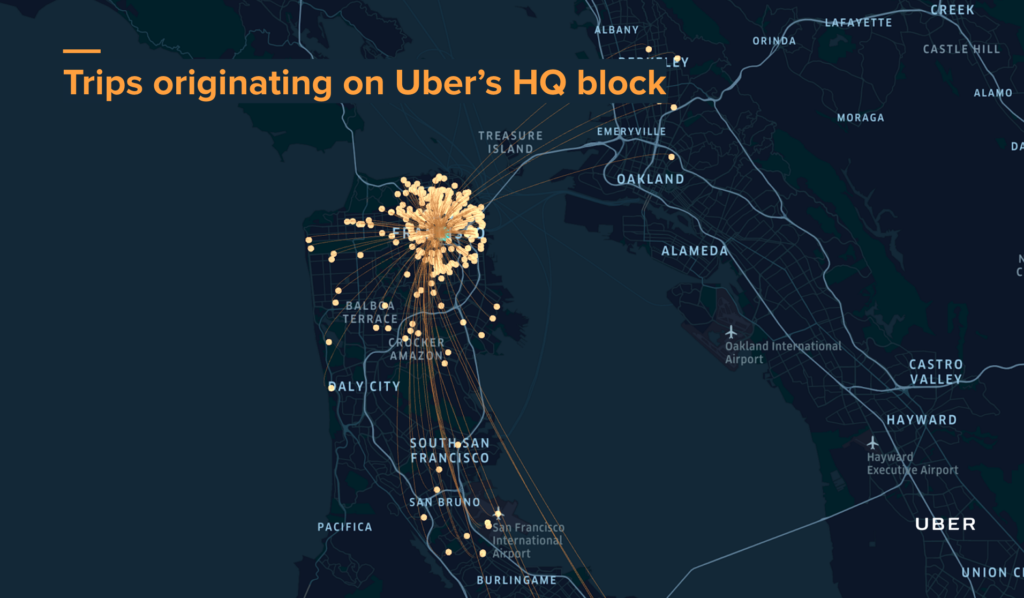 CREEK
ALBANY
LAFAYETTE
ORINDA
CASTLE HILL
Trips originating on Uber's HQ block
ALAMO
MORAGA
TREASURE
ISLAND
EMERYVILLE
OAKLAND
ALAMEDA
BALBOA
TERRACE
CROCKER
AMAZON
Oakland International
Airport
CASTRO
VALLEY
DALY CITY
HAYWARD
SOUTH SAN
FRANCISCO
Hayward
Executive Airport
SAN BRUNO
UBER
PACIFICA
San Francisco
International
Airport
UNION C
BURLINGAME